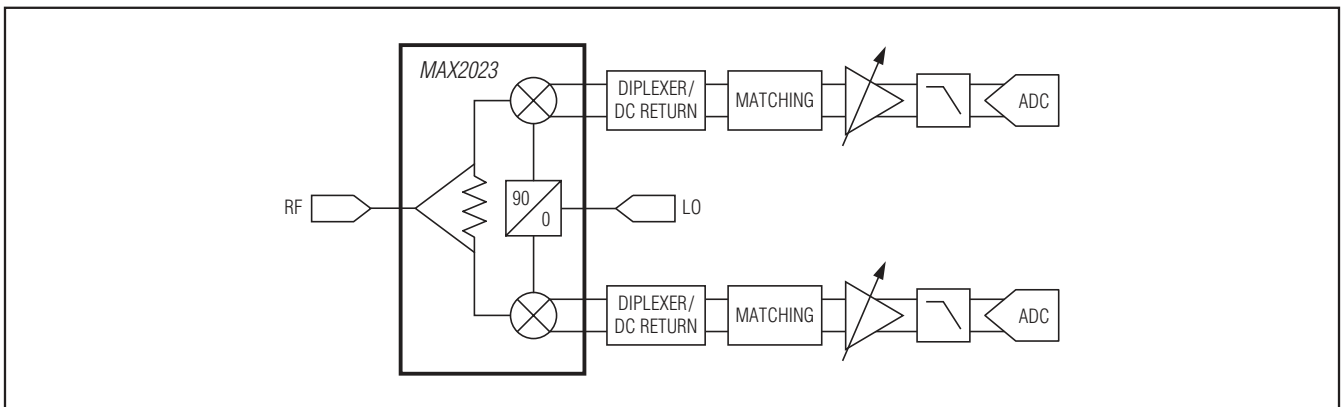 MAX2023
DIPLEXER/
DC RETURN
MATCHING
ADC
RF
90
0
LO
DIPLEXER/
DC RETURN
MATCHING
ADC